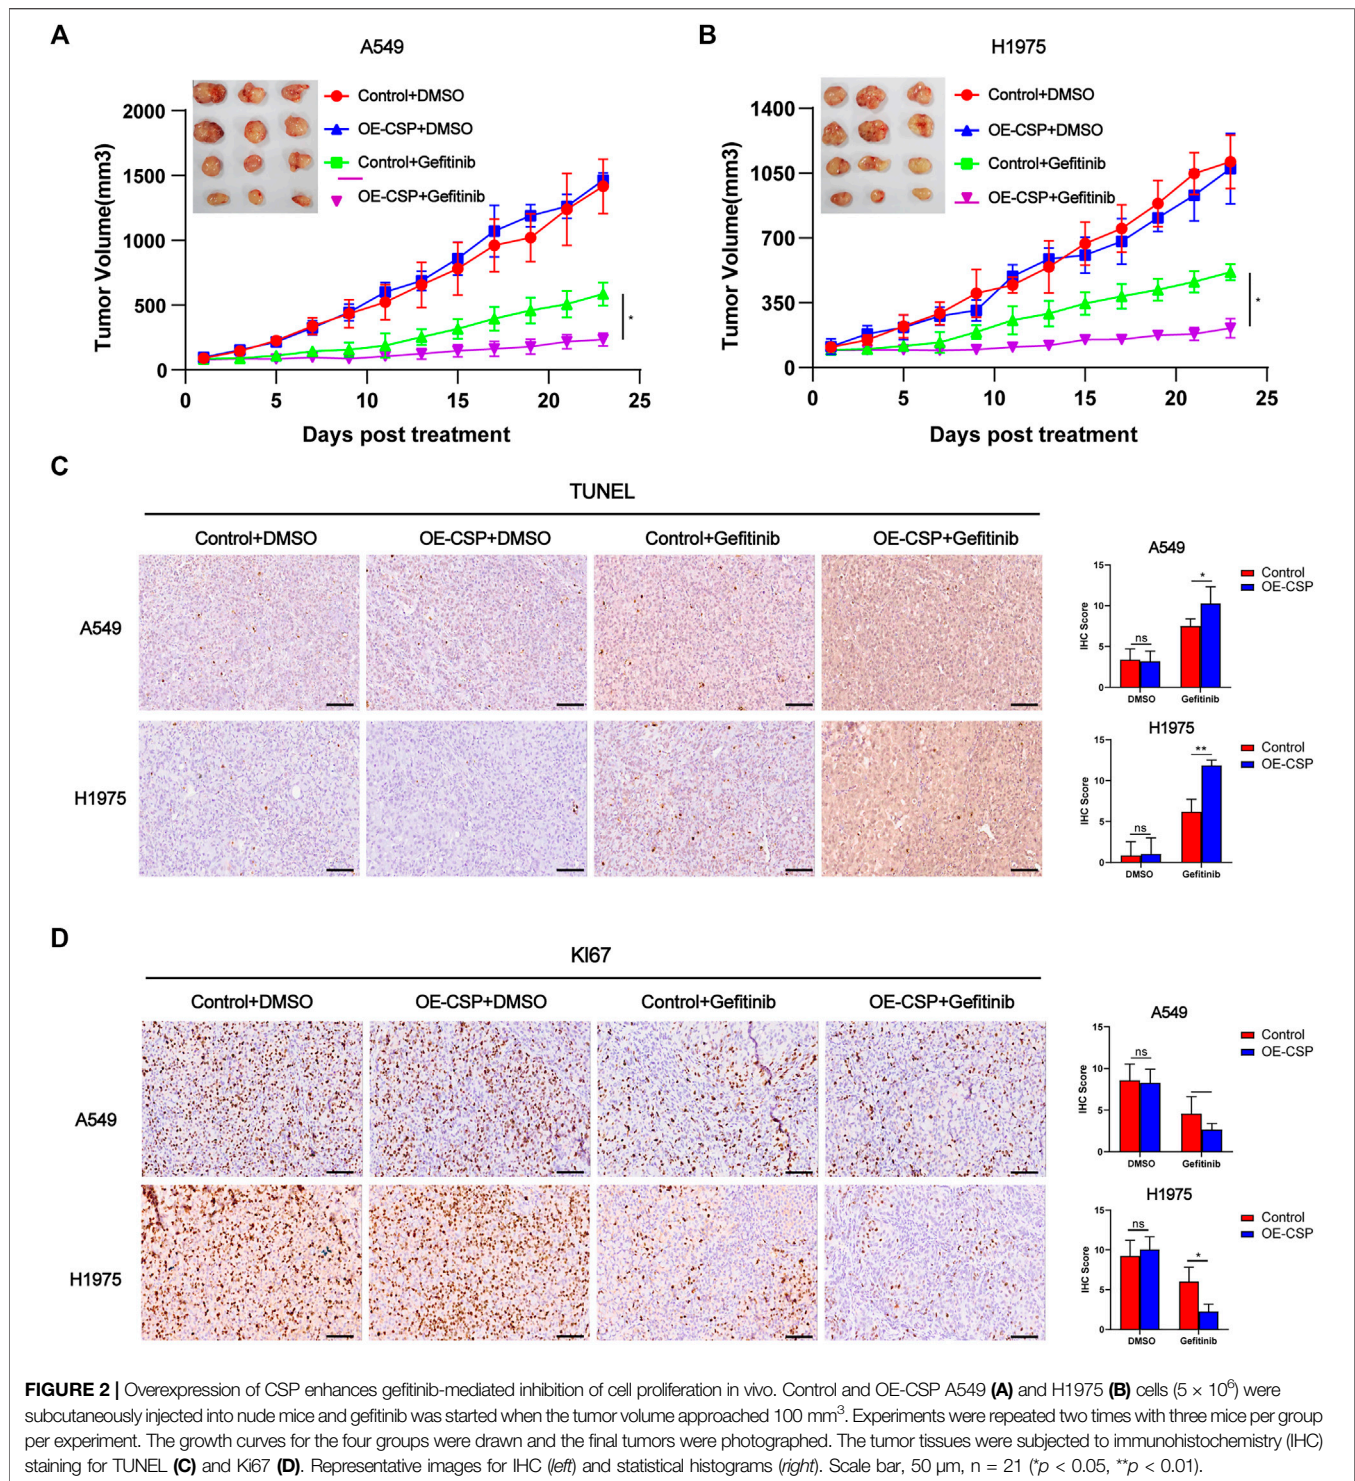 A
A549
Tumor Volume(mm3)
2000
1500
1000
500
0
0 5 10 15 20 25
Days post treatment
Control+DMSO
OE-CSP+DMSO
Control+Gefitinib
OE-CSP+Gefitinib
*
B
H1975
Tumor Volume(mm3)
1400
1050
700
350
0
0 5 10 15 20 25
Days post treatment
Control+DMSO
OE-CSP+DMSO
Control+Gefitinib
OE-CSP+Gefitinib
*
C
TUNEL
Control+DMSO OE-CSP+DMSO Control+Gefitinib OE-CSP+Gefitinib
A549
H1975
A549
IHC Score
15
10
5
0
ns
*
DMSO Gefitinib
Control
OE-CSP
H1975
IHC Score
15
10
5
0
ns
**
DMSO Gefitinib
Control
OE-CSP
D
KI67
Control+DMSO OE-CSP+DMSO Control+Gefitinib OE-CSP+Gefitinib
A549
H1975
A549
IHC Score
15
10
5
0
ns
DMSO Gefitinib
Control
OE-CSP
H1975
IHC Score
15
10
5
0
ns
*
DMSO Gefitinib
Control
OE-CSP
FIGURE 2 | Overexpression of CSP enhances gefitinib-mediated inhibition of cell proliferation in vivo. Control and OE-CSP A549 (A) and H1975 (B) cells (5 × 10⁶) were
subcutaneously injected into nude mice and gefitinib was started when the tumor volume approached 100 mm³. Experiments were repeated two times with three mice per group
per experiment. The growth curves for the four groups were drawn and the final tumors were photographed. The tumor tissues were subjected to immunohistochemistry (IHC)
staining for TUNEL (C) and Ki67 (D). Representative images for IHC (left) and statistical histograms (right). Scale bar, 50 μm, n = 21 (*p < 0.05, **p < 0.01).